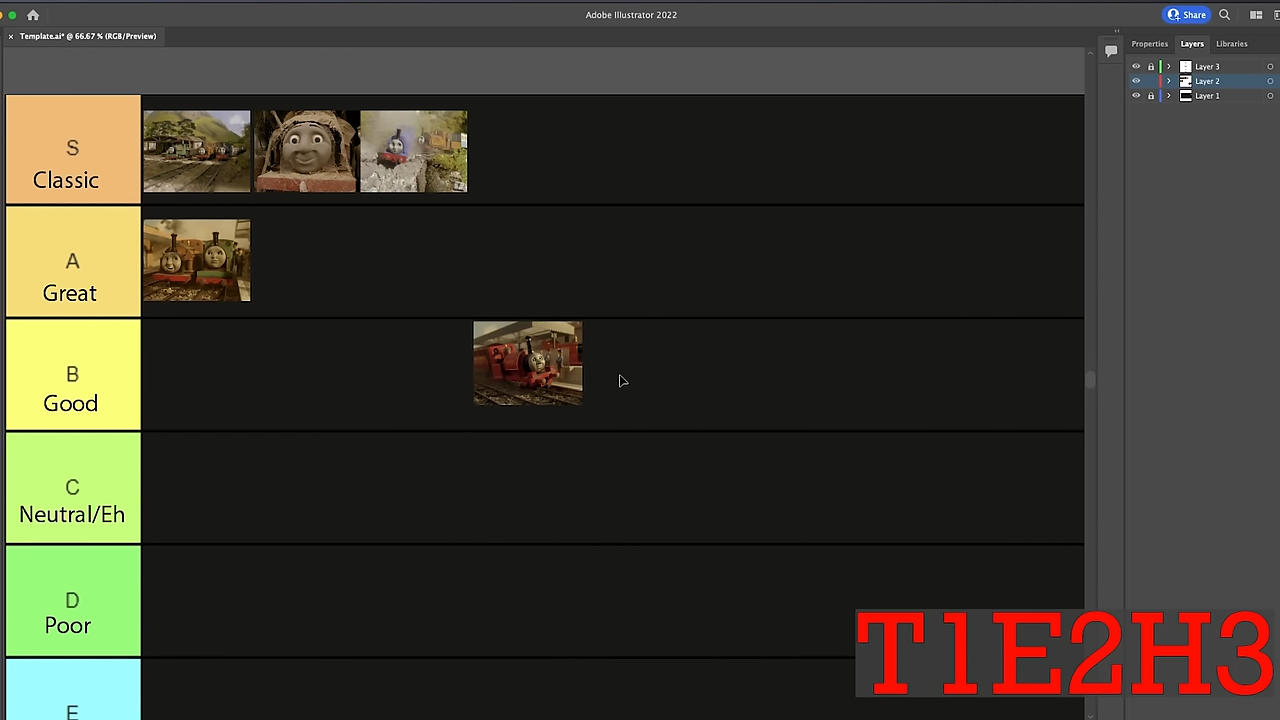 Adobe Illustrator 2022
Share
× Template.ai* @ 66.67 % (RGB/Preview)
Properties
Layers
Libraries
Layer 3
Layer 2
Layer 1
S
Classic
A
Great
B
Good
C
Neutral/Eh
D
Poor
E
T1E2H3